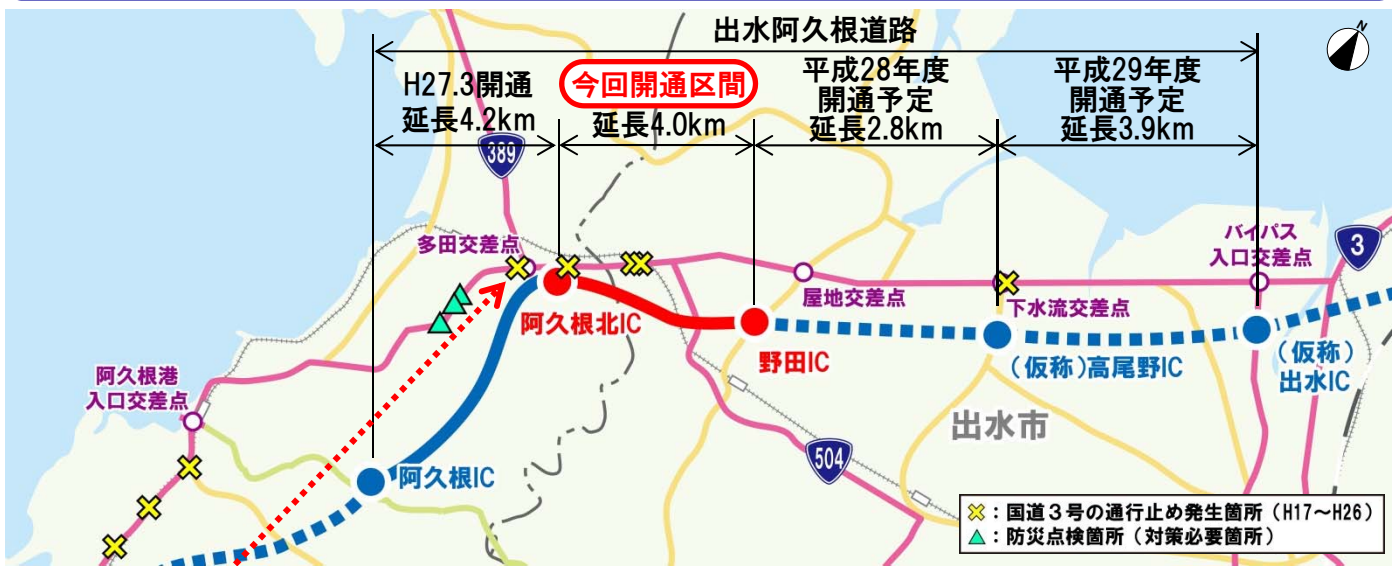 出水阿久根道路
N
H27.3開通
延長4.2km
今回開通区間
延長4.0km
平成28年度
開通予定
延長2.8km
平成29年度
開通予定
延長3.9km
389
多田交差点
バイパス
入口交差点
3
屋地交差点
下水流交差点
阿久根北IC
野田IC
(仮称)高尾野IC
(仮称)
出水IC
阿久根港
入口交差点
出水市
阿久根IC
504
:国道3号の通行止め発生箇所(H17～H26)
:防災点検箇所(対策必要箇所)